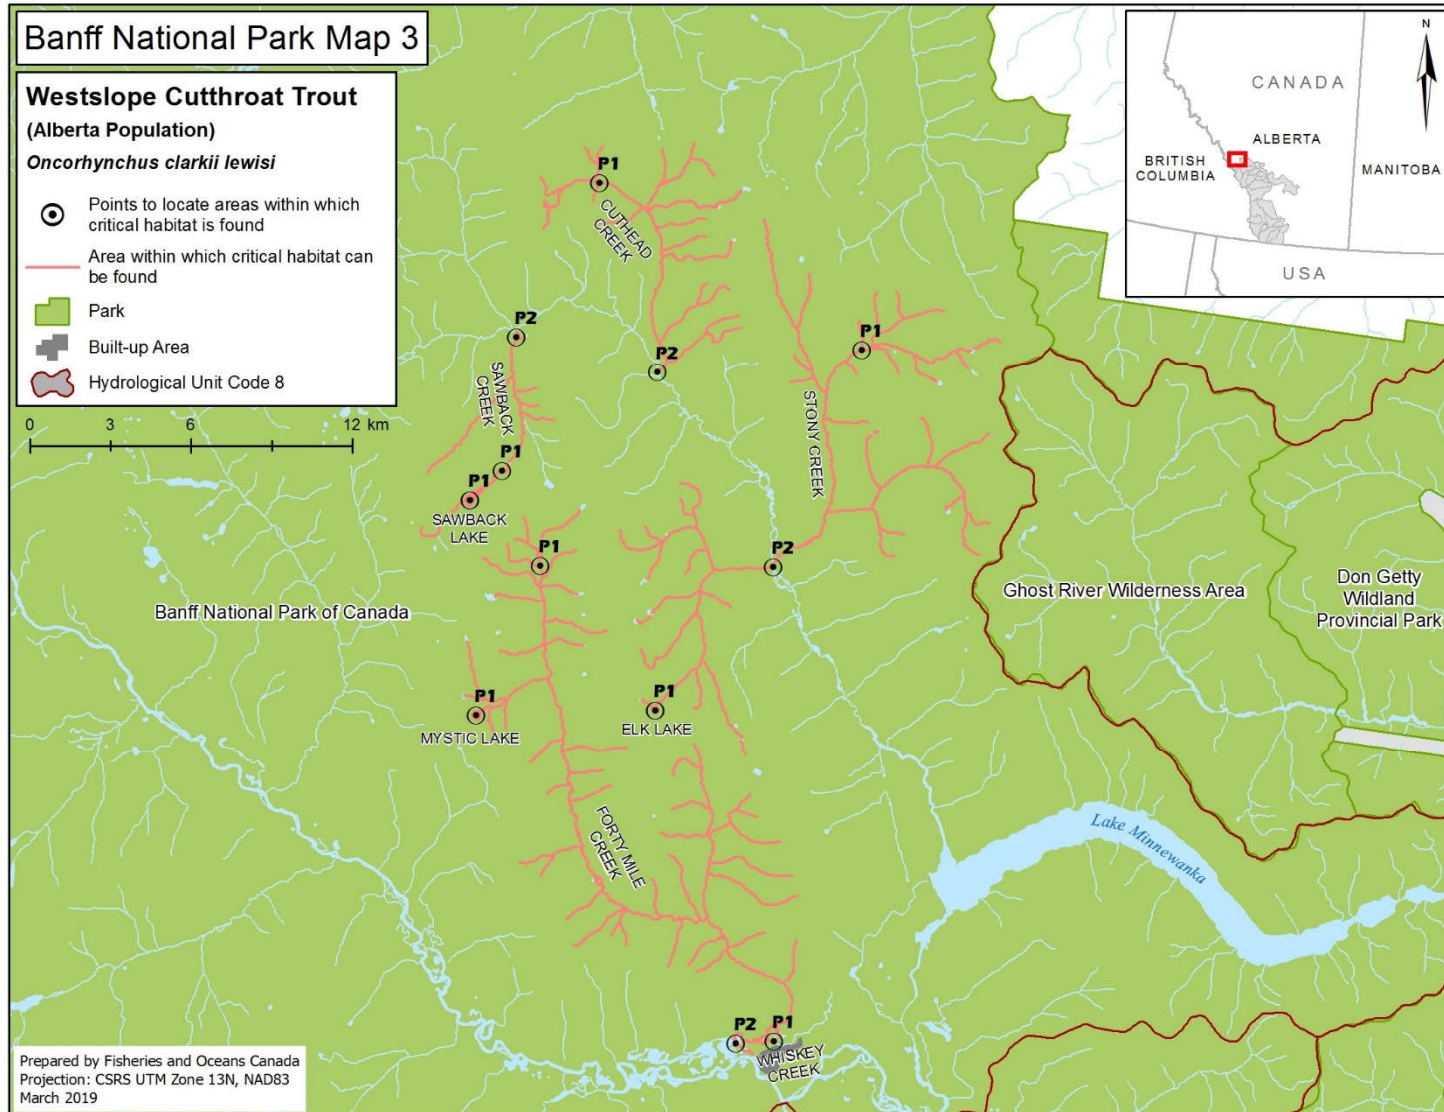 Banff National Park Map 3
Westslope Cutthroat Trout
(Alberta Population)
Oncorhynchus clarkii lewisi
Points to locate areas within which
critical habitat is found
Area within which critical habitat can
be found
Park
Built-up Area
Hydrological Unit Code 8
0 3 6 12 km
N
CANADA
ALBERTA
BRITISH
COLUMBIA
MANITOBA
USA
P1
CUTHEAD
CREEK
P2
P2
P1
SAWBACK
CREEK
STONY CREEK
P1
P1
SAWBACK
LAKE
P1
P2
Banff National Park of Canada
Ghost River Wilderness Area
Don Getty
Wildland
Provincial Park
P1
MYSTIC LAKE
P1
ELK LAKE
FORTY MILE
CREEK
Lake Minnewanka
P2
P1
WHISKEY
CREEK
Prepared by Fisheries and Oceans Canada
Projection: CSRS UTM Zone 13N, NAD83
March 2019